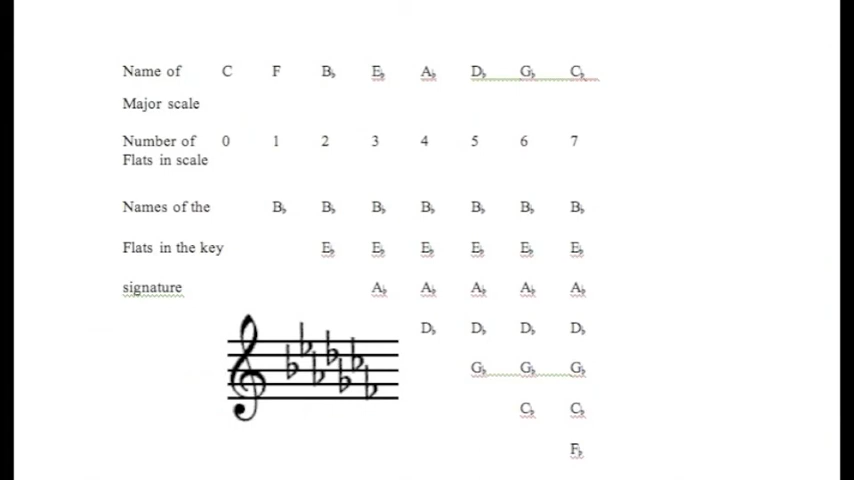 Name of C F B♭ E♭ A♭ D♭ G♭ C♭
Major scale
Number of 0 1 2 3 4 5 6 7
Flats in scale
Names of the B♭ B♭ B♭ B♭ B♭ B♭ B♭
Flats in the key E♭ E♭ E♭ E♭ E♭ E♭
signature A♭ A♭ A♭ A♭ A♭
D♭ D♭ D♭ D♭
G♭ G♭ G♭
C♭ C♭
F♭